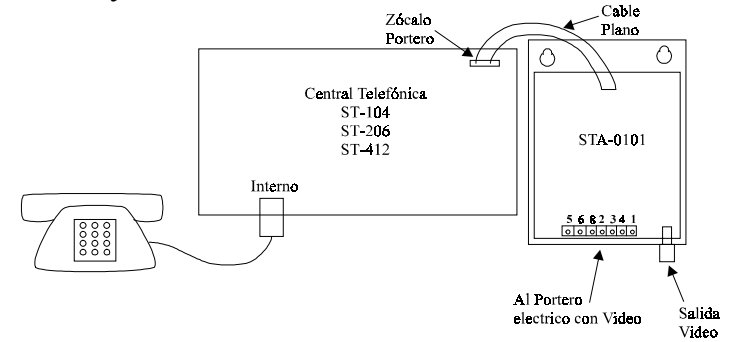 Zócalo
Portero
Cable
Plano
Central Telefónica
ST-104
ST-206
ST-412
STA-0101
Interno
5 6 8 2 3 4 1
Al Portero
electrico con Video
Salida
Video